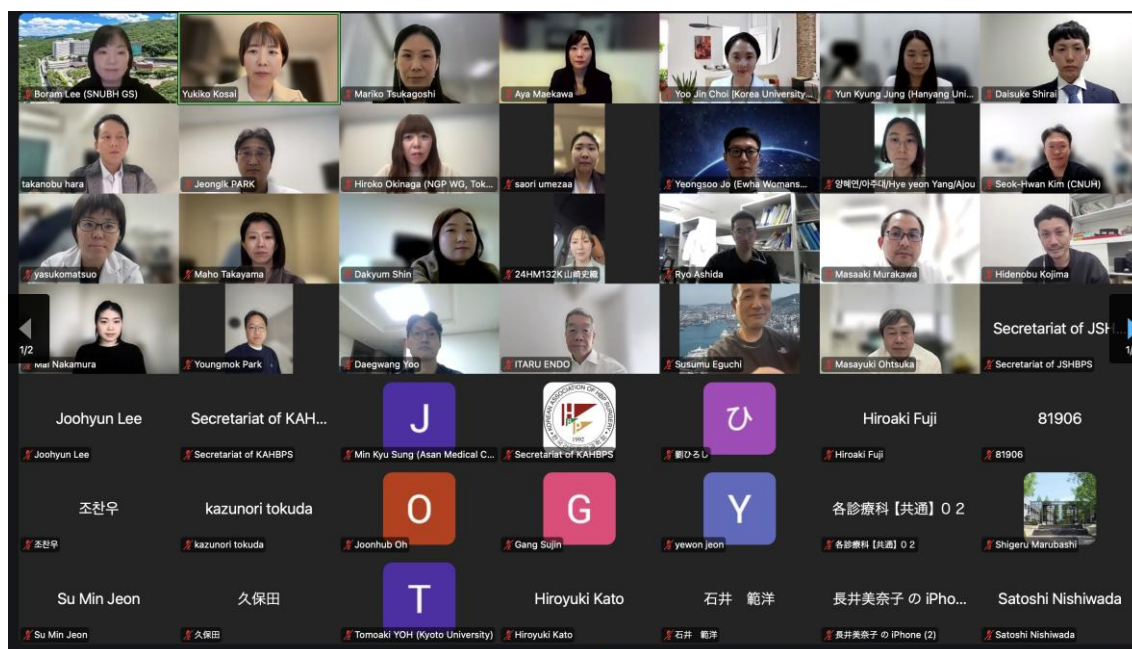 Boram Lee (SNUBH GS)
Yukiko Kosai
Mariko Tsukagoshi
Aya Maekawa
Yoo Jin Choi [Korea University...
Yun Kyung Jung (Hanyang Uni...
Daisuke Shirai
takanobu hara
JeongIk PARK
Hiroko Okinaga (NGP WG, Tok...
saori umezaa
Yeongsoo Jo (Ewha Womans...
양혜연/아주대/Hye yeon Yang/Ajou
Seok-Hwan Kim (CNUH)
yasukomatsuo
Maho Takayama
Dakyum Shin
24HM132K山崎史織
Ryo Ashida
Masaaki Murakawa
Hidenobu Kojima
1/2
Mai Nakamura
Youngmok Park
Daegwang Yoo
ITARU ENDO
Susumu Eguchi
Masayuki Ohtsuka
Secretariat of JSH...
Secretariat of JSHBPS
Joohyun Lee
Secretariat of KAH...
J
KOREAN ASSOCIATION OF HBP SURGERY
1992
ひ
Hiroaki Fuji
81906
Joohyun Lee
Secretariat of KAHBPS
Min Kyu Sung (Asan Medical C...
Secretariat of KAHBPS
劉ひろし
Hiroaki Fuji
81906
조찬우
kazunori tokuda
O
G
Y
各診療科【共通】02
조찬우
kazunori tokuda
Joonhub Oh
Gang Sujin
yewon jeon
各診療科【共通】02
Shigeru Marubashi
Su Min Jeon
久保田
T
Hiroyuki Kato
石井 範洋
長井美奈子 の iPho...
Satoshi Nishiwada
Su Min Jeon
久保田
Tomoaki YOH (Kyoto University)
Hiroyuki Kato
石井 範洋
長井美奈子 の iPhone (2)
Satoshi Nishiwada